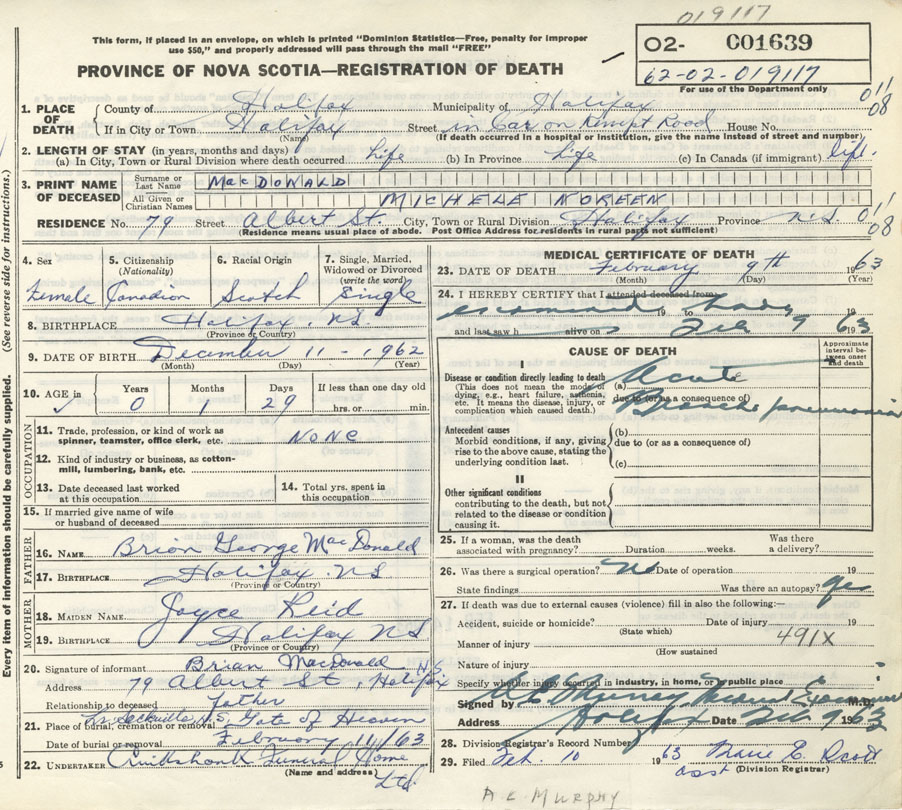 019117
This form, if placed in an envelope, on which is printed "Dominion Statistics—Free, penalty for improper
use $50," and properly addressed will pass through the mail "FREE"
PROVINCE OF NOVA SCOTIA—REGISTRATION OF DEATH
02- C01639
62-02-019117
For use of the Department only
011
08
(See reverse side for instructions.)
Every item of information should be carefully supplied.
1. PLACE OF DEATH
County of Halifax Municipality of Halifax
If in City or Town Halifax Street in Car on Kempt Road House No.
(Name) (If death occurred in a hospital or institution, give the name instead of street and number)
2. LENGTH OF STAY (in years, months and days)
(a) In City, Town or Rural Division where death occurred Life (b) In Province Life (c) In Canada (if immigrant) life.
3. PRINT NAME OF DECEASED
Surname or Last Name MacDONALD
All Given or Christian Names MICHELE NOREEN
RESIDENCE No. 79 Street Albert St. City, Town or Rural Division Halifax Province N.S. 011
08
(Residence means usual place of abode. Post Office Address for residents in rural parts not sufficient)
4. Sex 5. Citizenship (Nationality) 6. Racial Origin 7. Single, Married, Widowed or Divorced (write the word)
Female Canadian Scotch Single
8. BIRTHPLACE Halifax, N.S.
(Province or Country)
9. DATE OF BIRTH December 11 - 1962
(Month) (Day) (Year)
10. AGE in Years Months Days If less than one day old
0 1 29 hrs. or min.
OCCUPATION
11. Trade, profession, or kind of work as
spinner, teamster, office clerk, etc. NONE
12. Kind of industry or business, as cotton-
mill, lumbering, bank, etc.
13. Date deceased last worked
at this occupation
14. Total yrs. spent in
this occupation
15. If married give name of wife
or husband of deceased
FATHER
16. NAME Brian George MacDonald
17. BIRTHPLACE Halifax, NS
(Province or Country)
MOTHER
18. MAIDEN NAME Joyce Reid
19. BIRTHPLACE Halifax NS
(Province or Country)
20. Signature of informant Brian MacDonald
Address 79 Albert St, Halifax N.S.
Relationship to deceased Father
21. Place of burial, cremation or removal Sackville, N.S. Gate of Heaven
Date of burial or removal February 11/63
22. UNDERTAKER Cruikshank Funeral Home
(Name and address) Ltd.
MEDICAL CERTIFICATE OF DEATH
23. DATE OF DEATH February 9th 1963
(Month) (Day) (Year)
24. I HEREBY CERTIFY that I attended deceased from
examined 19 to
and last saw h alive on Feb 9 1963
CAUSE OF DEATH
Approximate interval between onset and death
I
Disease or condition directly leading to death
(This does not mean the mode of
dying, e.g., heart failure, asthenia,
etc. It means the disease, injury, or
complication which caused death.)
(a) Acute
due to (or as a consequence of)
Broncho pneumonia
Antecedent causes
Morbid conditions, if any, giving
rise to the above cause, stating the
underlying condition last.
(b)
due to (or as a consequence of)
(c)
II
Other significant conditions
contributing to the death, but not
related to the disease or condition
causing it.
25. If a woman, was the death
associated with pregnancy? Duration weeks. Was there
a delivery?
26. Was there a surgical operation? No Date of operation 19
State findings Was there an autopsy? Yes
27. If death was due to external causes (violence) fill in also the following:—
Accident, suicide or homicide? Date of injury 19
(State which)
Manner of injury 491X
(How sustained
Nature of injury
Specify whether injury occurred in industry, in home, or in public place
Signed by Medical Examiner M.D.
Address Halifax Date Feb 9 1963
28. Division Registrar's Record Number
29. Filed Feb. 10 1963 E Scott
asst (Division Registrar)
A E MURPHY